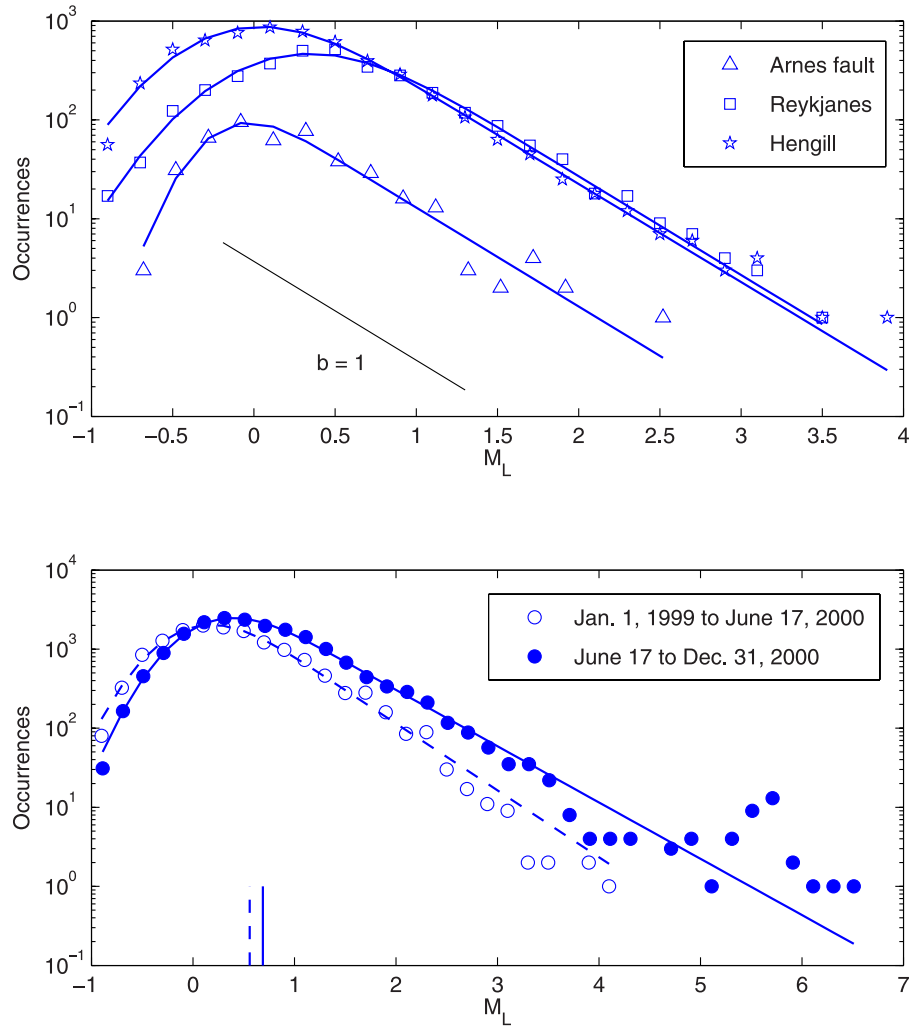 10^3
10^2
10^1
10^0
10^-1
Occurrences
Arnes fault
Reykjanes
Hengill
b = 1
-1 -0.5 0 0.5 1 1.5 2 2.5 3 3.5 4
M_L
10^4
10^3
10^2
10^1
10^0
10^-1
Occurrences
Jan. 1, 1999 to June 17, 2000
June 17 to Dec. 31, 2000
-1 0 1 2 3 4 5 6 7
M_L